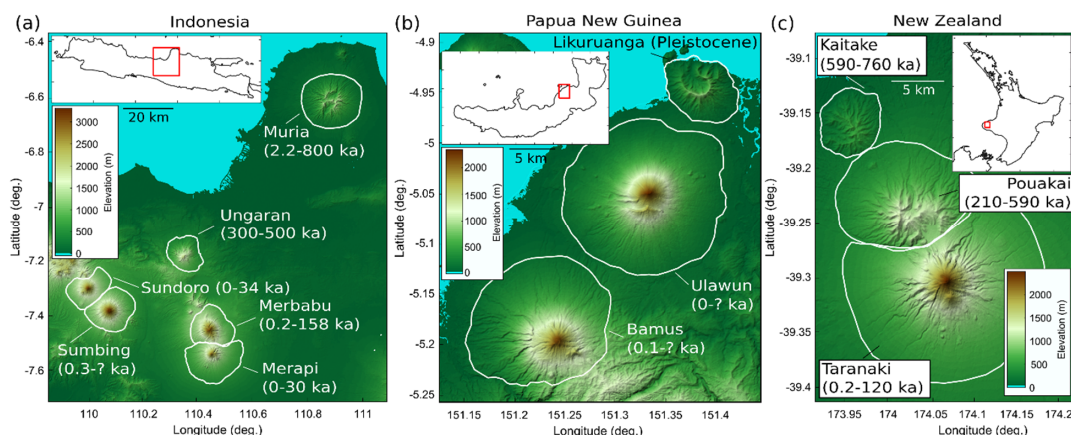 (a) Indonesia
-6.4
-6.6
-6.8
-7
-7.2
-7.4
-7.6
Latitude (deg.)
20 km
3000
2500
2000
1500
1000
500
0
Elevation (m)
Muria
(2.2-800 ka)
Ungaran
(300-500 ka)
Sundoro (0-34 ka)
Merbabu
(0.2-158 ka)
Sumbing
(0.3-? ka)
Merapi
(0-30 ka)
110 110.2 110.4 110.6 110.8 111
Longitude (deg.)
(b) Papua New Guinea
-4.9
-4.95
-5
-5.05
-5.1
-5.15
-5.2
-5.25
Latitude (deg.)
Likuruanga (Pleistocene)
5 km
2000
1500
1000
500
0
Elevation (m)
Ulawun
(0-? ka)
Bamus
(0.1-? ka)
151.15 151.2 151.25 151.3 151.35 151.4
Longitude (deg.)
(c) New Zealand
-39.1
-39.15
-39.2
-39.25
-39.3
-39.35
-39.4
Latitude (deg.)
Kaitake
(590-760 ka)
5 km
Pouakai
(210-590 ka)
2000
1500
1000
500
0
Elevation (m)
Taranaki
(0.2-120 ka)
173.95 174 174.05 174.1 174.15 174.2
Longitude (deg.)